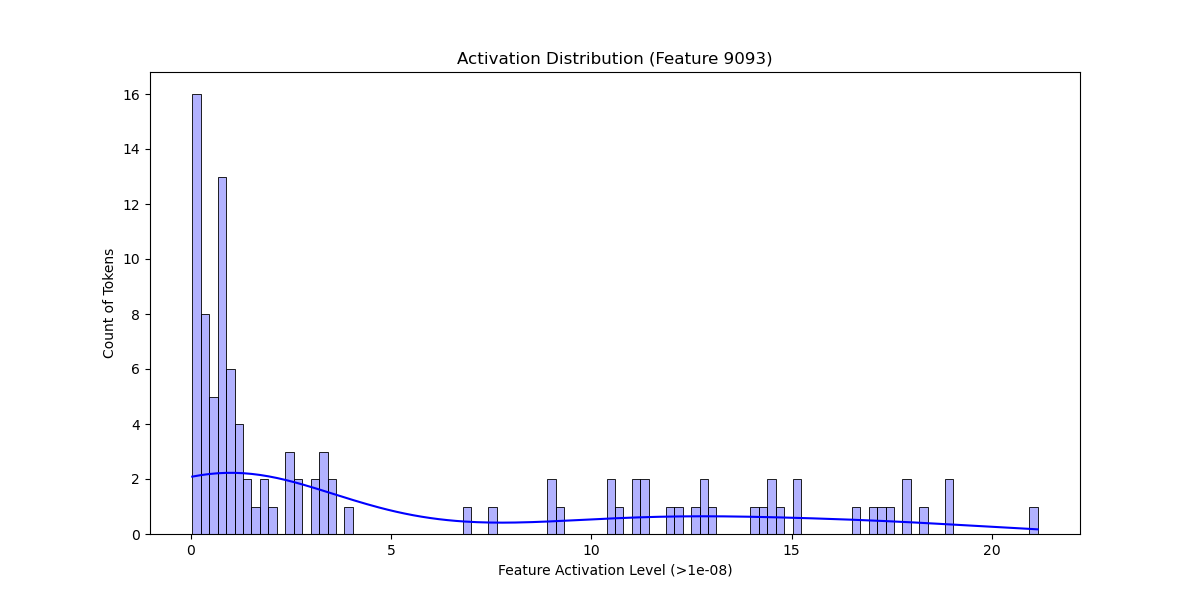 Activation Distribution (Feature 9093)
16
14
12
10
8
6
4
2
0
Count of Tokens
0 5 10 15 20
Feature Activation Level (>1e-08)